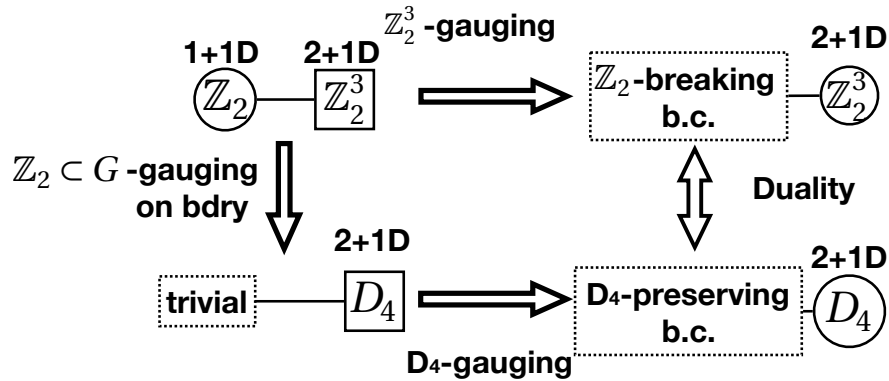 ℤ₂³ -gauging
1+1D 2+1D 2+1D
ℤ₂ ℤ₂³ ℤ₂-breaking b.c. ℤ₂³
ℤ₂ ⊂ G -gauging on bdry
Duality
2+1D 2+1D
trivial D₄ D₄-preserving b.c. D₄
D₄-gauging